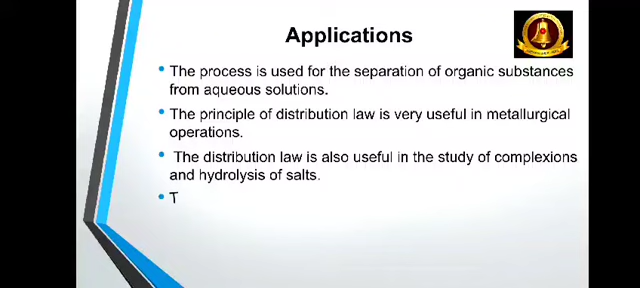 Applications
The process is used for the separation of organic substances
from aqueous solutions.
The principle of distribution law is very useful in metallurgical
operations.
The distribution law is also useful in the study of complexions
and hydrolysis of salts.
T